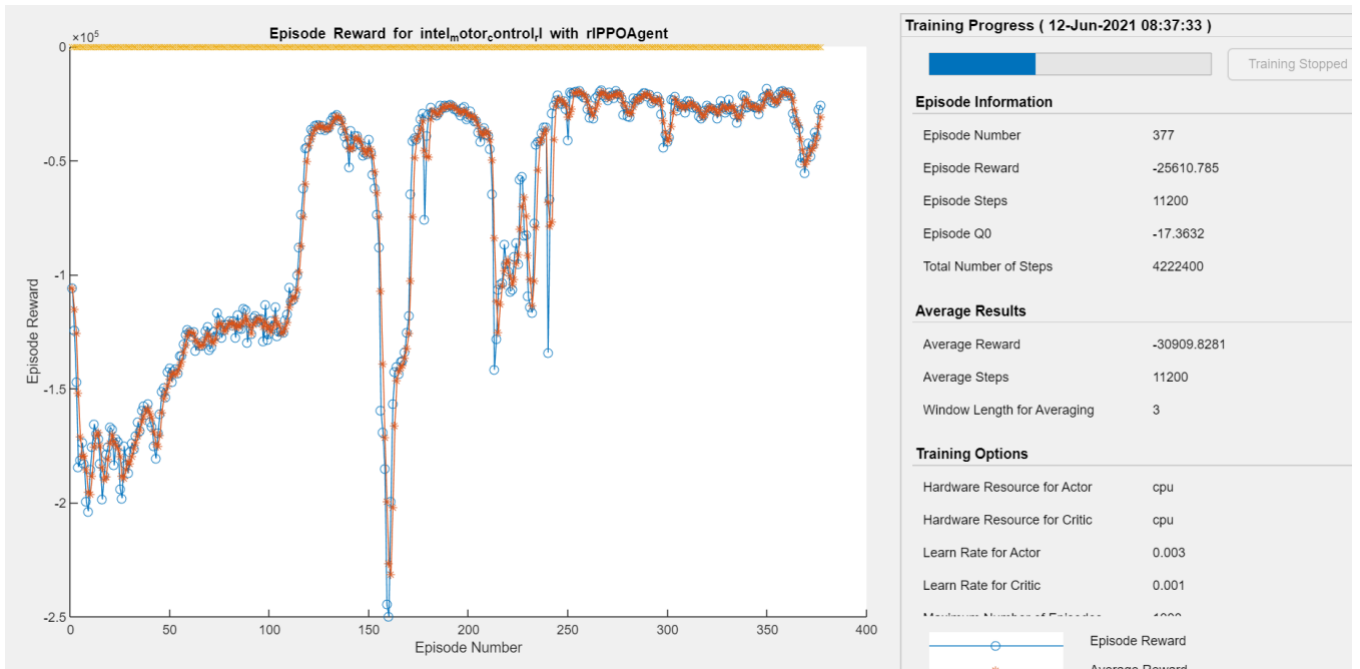 Episode Reward for intelmotorcontrolrl with rlPPOAgent
×10⁵
0
-0.5
-1
-1.5
-2
-2.5
Episode Reward
0 50 100 150 200 250 300 350 400
Episode Number
Training Progress ( 12-Jun-2021 08:37:33 )
Training Stopped
Episode Information
Episode Number 377
Episode Reward -25610.785
Episode Steps 11200
Episode Q0 -17.3632
Total Number of Steps 4222400
Average Results
Average Reward -30909.8281
Average Steps 11200
Window Length for Averaging 3
Training Options
Hardware Resource for Actor cpu
Hardware Resource for Critic cpu
Learn Rate for Actor 0.003
Learn Rate for Critic 0.001
Episode Reward